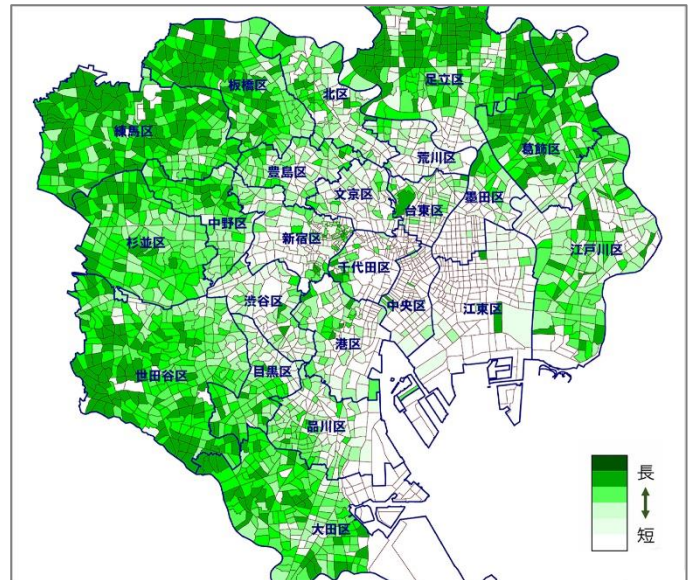 足立区
板橋区
北区
練馬区
荒川区
葛飾区
豊島区
文京区
墨田区
台東区
中野区
杉並区
新宿区
江戸川区
千代田区
渋谷区
中央区
江東区
港区
世田谷区
目黒区
品川区
大田区
長
短